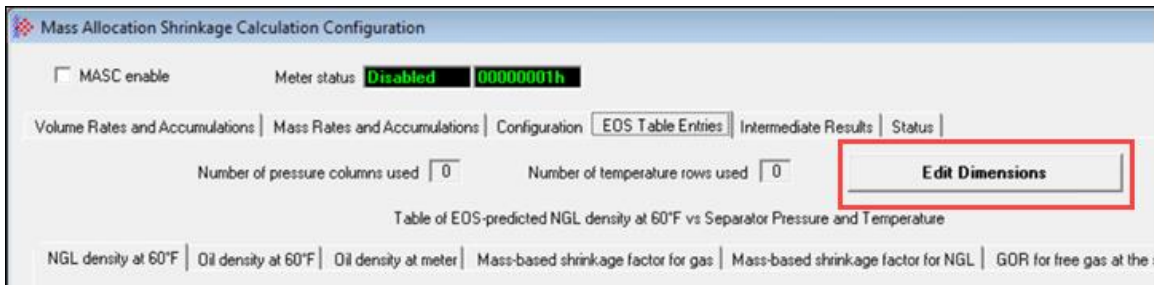 Mass Allocation Shrinkage Calculation Configuration
MASC enable Meter status Disabled 00000001h
Volume Rates and Accumulations Mass Rates and Accumulations Configuration EOS Table Entries Intermediate Results Status
Number of pressure columns used 0 Number of temperature rows used 0 Edit Dimensions
Table of EOS-predicted NGL density at 60°F vs Separator Pressure and Temperature
NGL density at 60°F Oil density at 60°F Oil density at meter Mass-based shrinkage factor for gas Mass-based shrinkage factor for NGL GOR for free gas at the